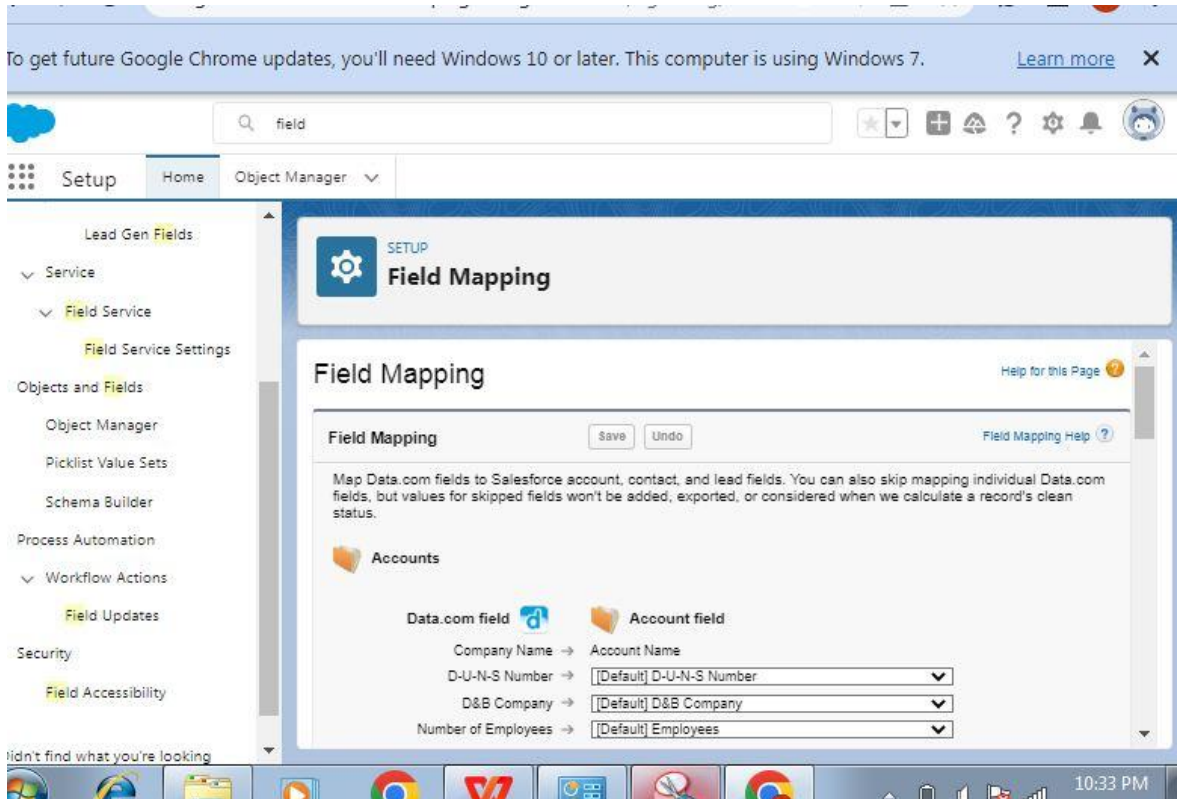 To get future Google Chrome updates, you'll need Windows 10 or later. This computer is using Windows 7. Learn more
field
Setup Home Object Manager
Lead Gen Fields
Service
Field Service
Field Service Settings
Objects and Fields
Object Manager
Picklist Value Sets
Schema Builder
Process Automation
Workflow Actions
Field Updates
Security
Field Accessibility
Didn't find what you're looking
SETUP
Field Mapping
Field Mapping Help for this Page
Field Mapping Save Undo Field Mapping Help ?
Map Data.com fields to Salesforce account, contact, and lead fields. You can also skip mapping individual Data.com
fields, but values for skipped fields won't be added, exported, or considered when we calculate a record's clean
status.
Accounts
Data.com field Account field
Company Name → Account Name
D-U-N-S Number → [Default] D-U-N-S Number
D&B Company → [Default] D&B Company
Number of Employees → [Default] Employees
10:33 PM